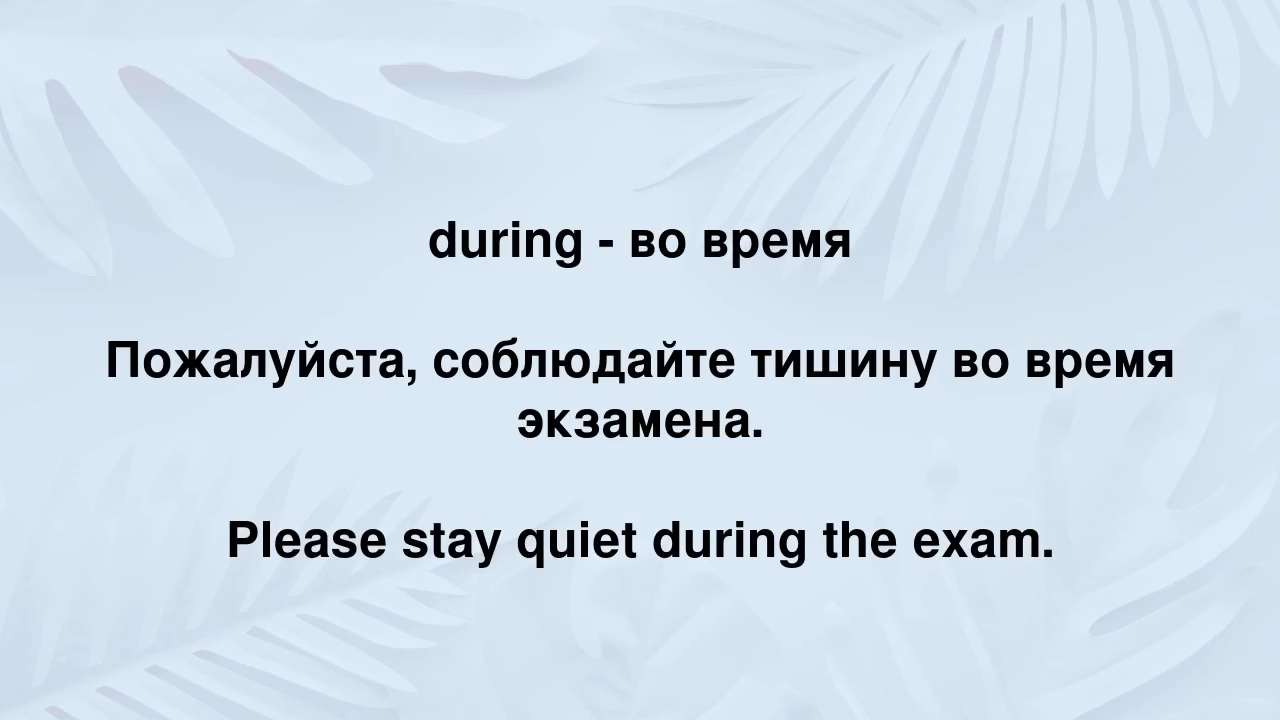 during - во время
Пожалуйста, соблюдайте тишину во время
экзамена.
Please stay quiet during the exam.